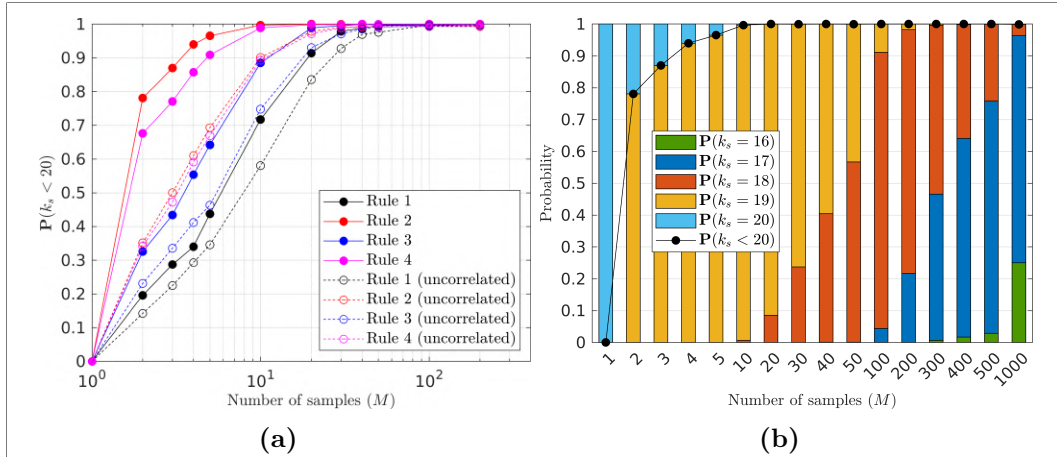 1
0.9
0.8
0.7
0.6
0.5
0.4
0.3
0.2
0.1
0
P(k_s < 20)
Rule 1
Rule 2
Rule 3
Rule 4
Rule 1 (uncorrelated)
Rule 2 (uncorrelated)
Rule 3 (uncorrelated)
Rule 4 (uncorrelated)
10^0 10^1 10^2
Number of samples (M)
(a)
1
0.9
0.8
0.7
0.6
0.5
0.4
0.3
0.2
0.1
0
Probability
P(k_s = 16)
P(k_s = 17)
P(k_s = 18)
P(k_s = 19)
P(k_s = 20)
P(k_s < 20)
1 2 3 4 5 10 20 30 40 50 100 200 300 400 500 1000
Number of samples (M)
(b)